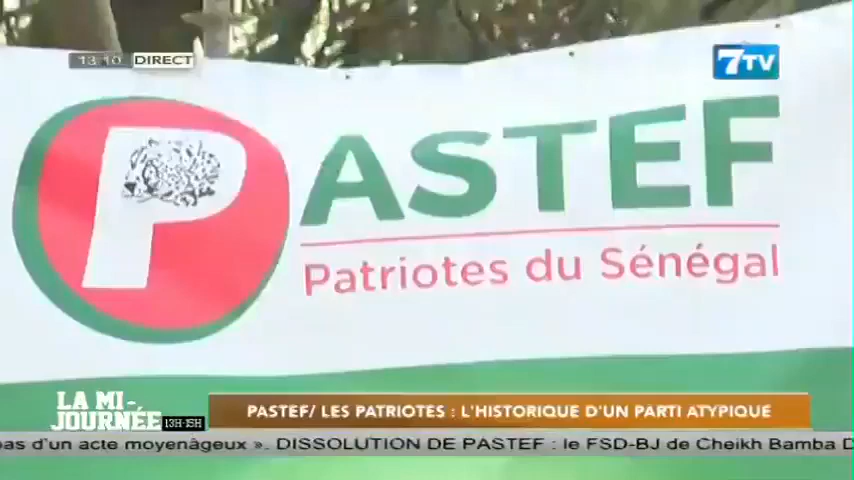 13:10 DIRECT
7TV
PASTEF
Patriotes du Sénégal
LA MI-
JOURNÉE
13H-15H
PASTEF/ LES PATRIOTES : L'HISTORIQUE D'UN PARTI ATYPIQUE
pas d'un acte moyenâgeux ». DISSOLUTION DE PASTEF : le FSD-BJ de Cheikh Bamba D